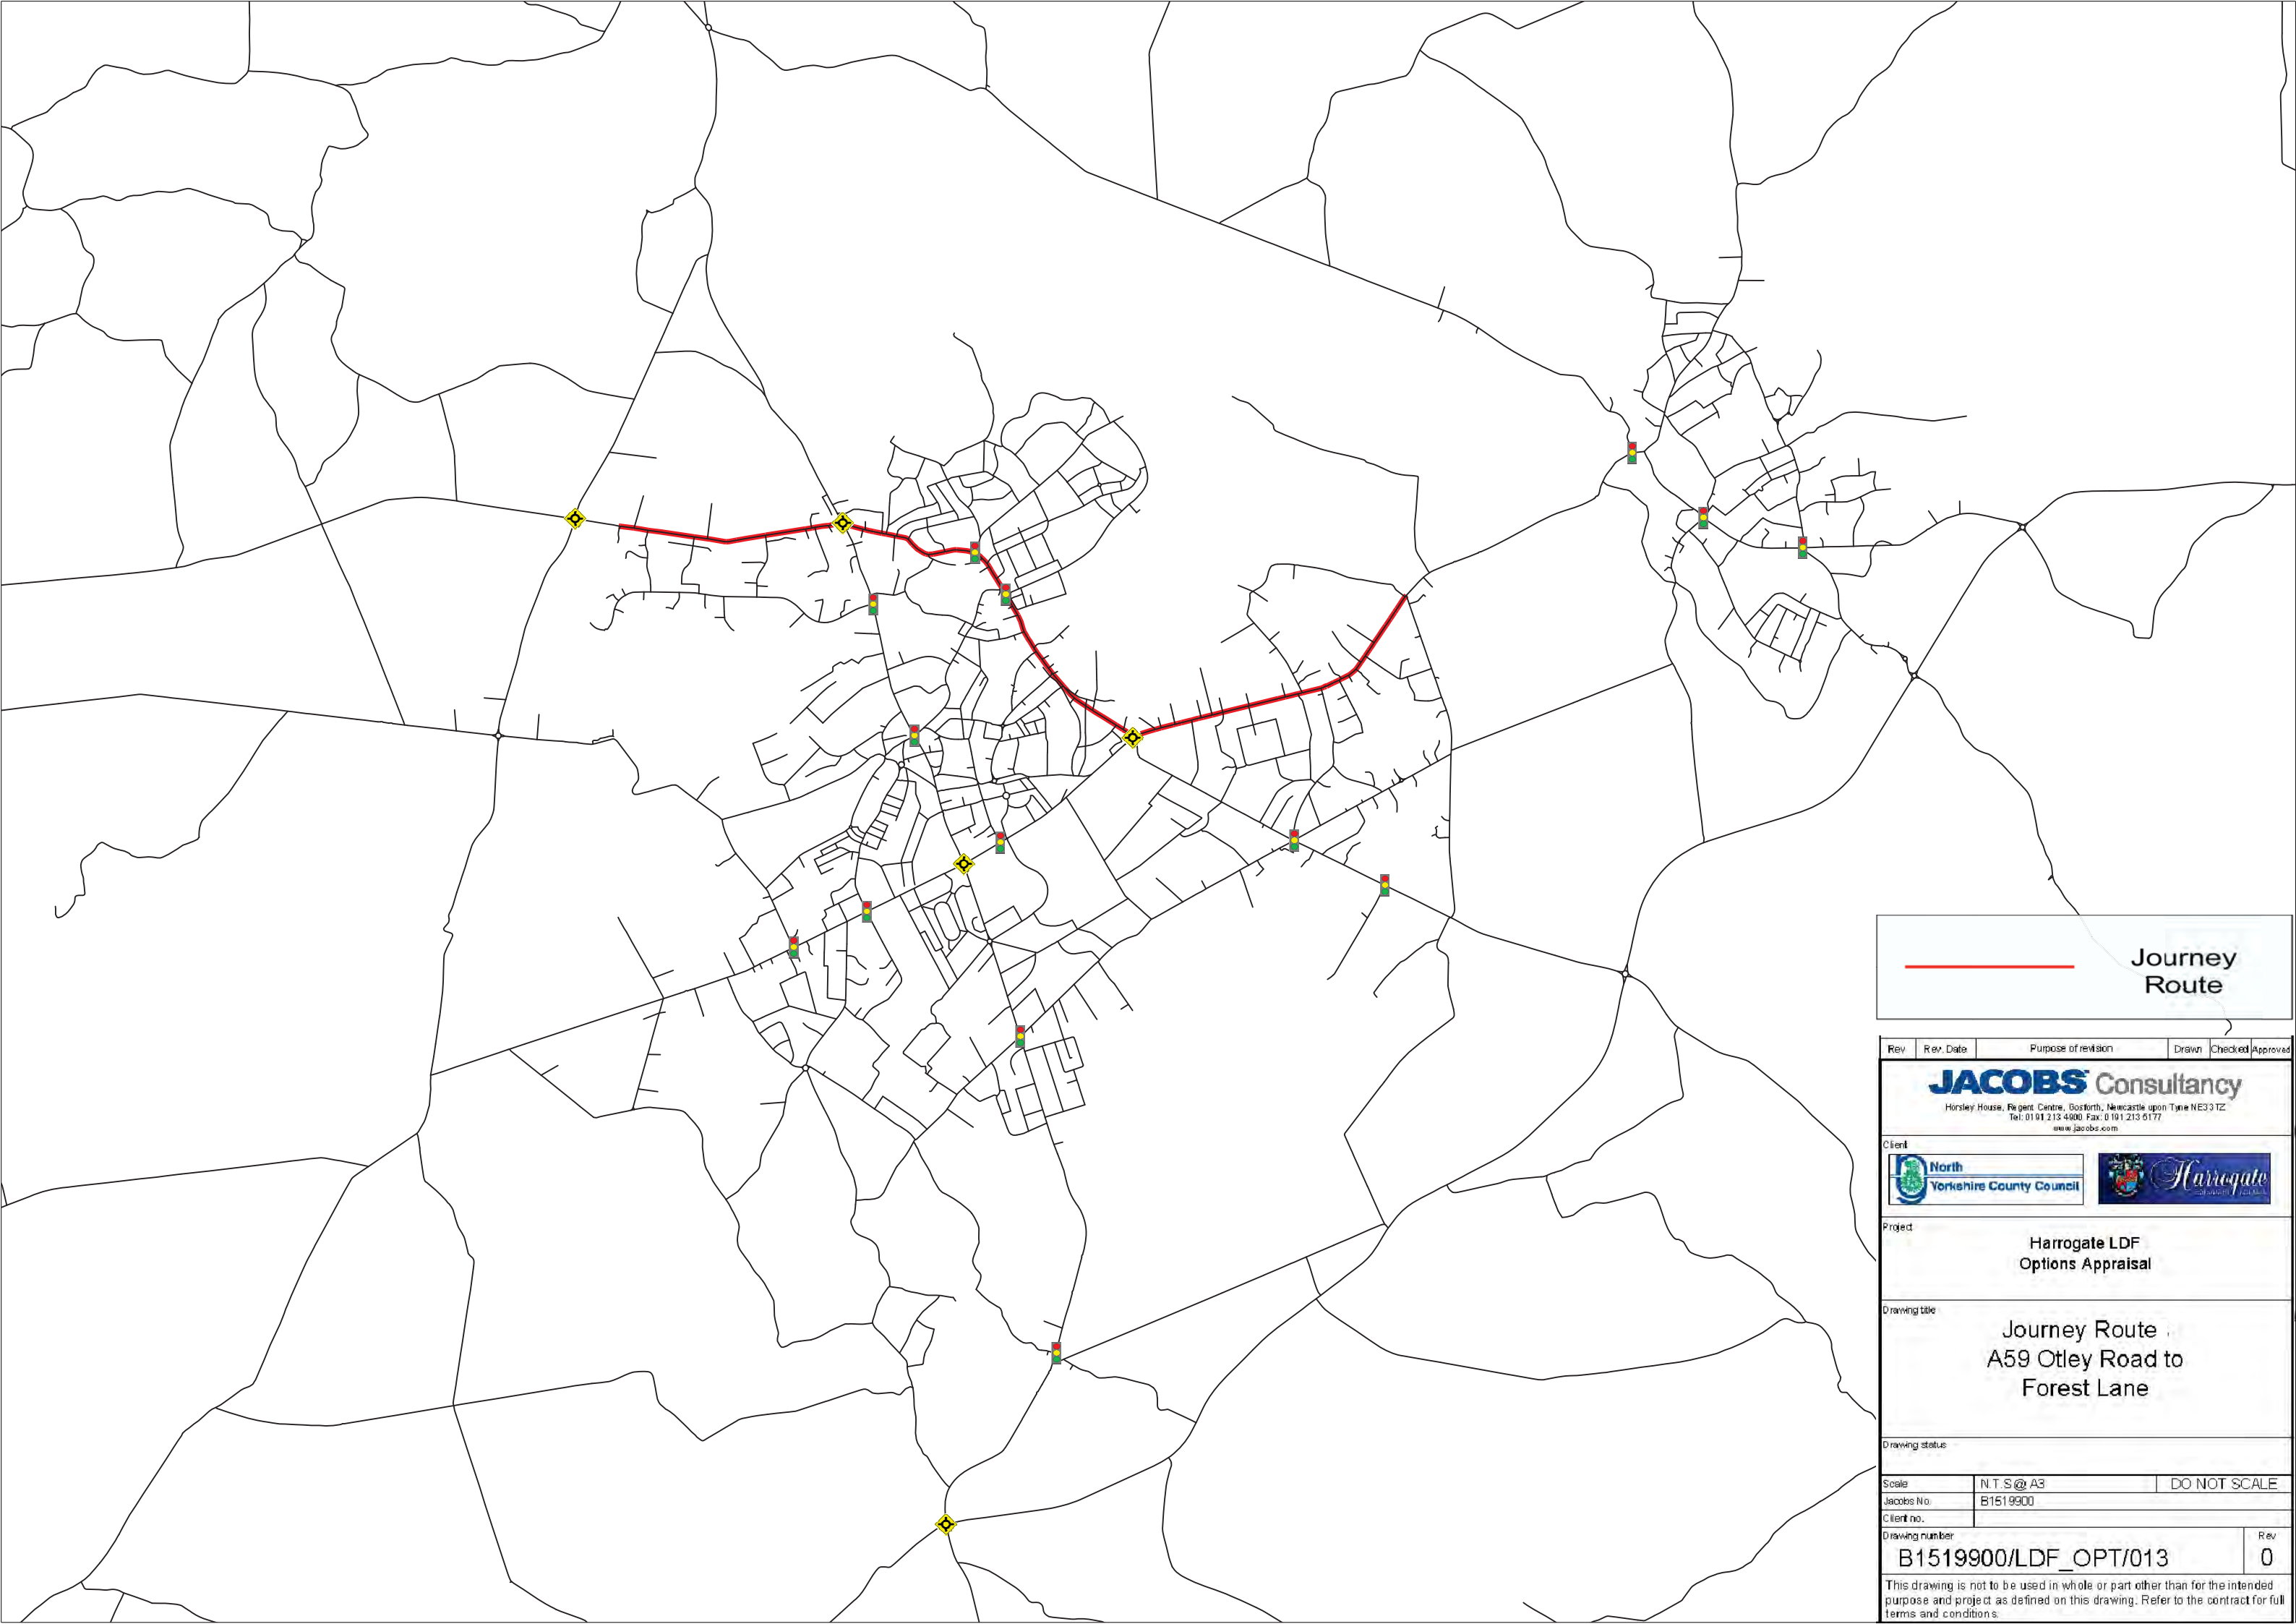 Journey
Route
Rev Rev. Date Purpose of revision Drawn Checked Approved
JACOBS Consultancy
Horsley House, Regent Centre, Gosforth, Newcastle upon Tyne NE3 3TZ
Tel: 0191 213 4900 Fax: 0191 213 5177
www.jacobs.com
Client
North
Yorkshire County Council
Harrogate
Project
Harrogate LDF
Options Appraisal
Drawing title
Journey Route
A59 Otley Road to
Forest Lane
Drawing status
Scale N.T.S@ A3 DO NOT SCALE
Jacobs No. B1519900
Client no.
Drawing number Rev
B1519900/LDF_OPT/013 0
This drawing is not to be used in whole or part other than for the intended
purpose and project as defined on this drawing. Refer to the contract for full
terms and conditions.